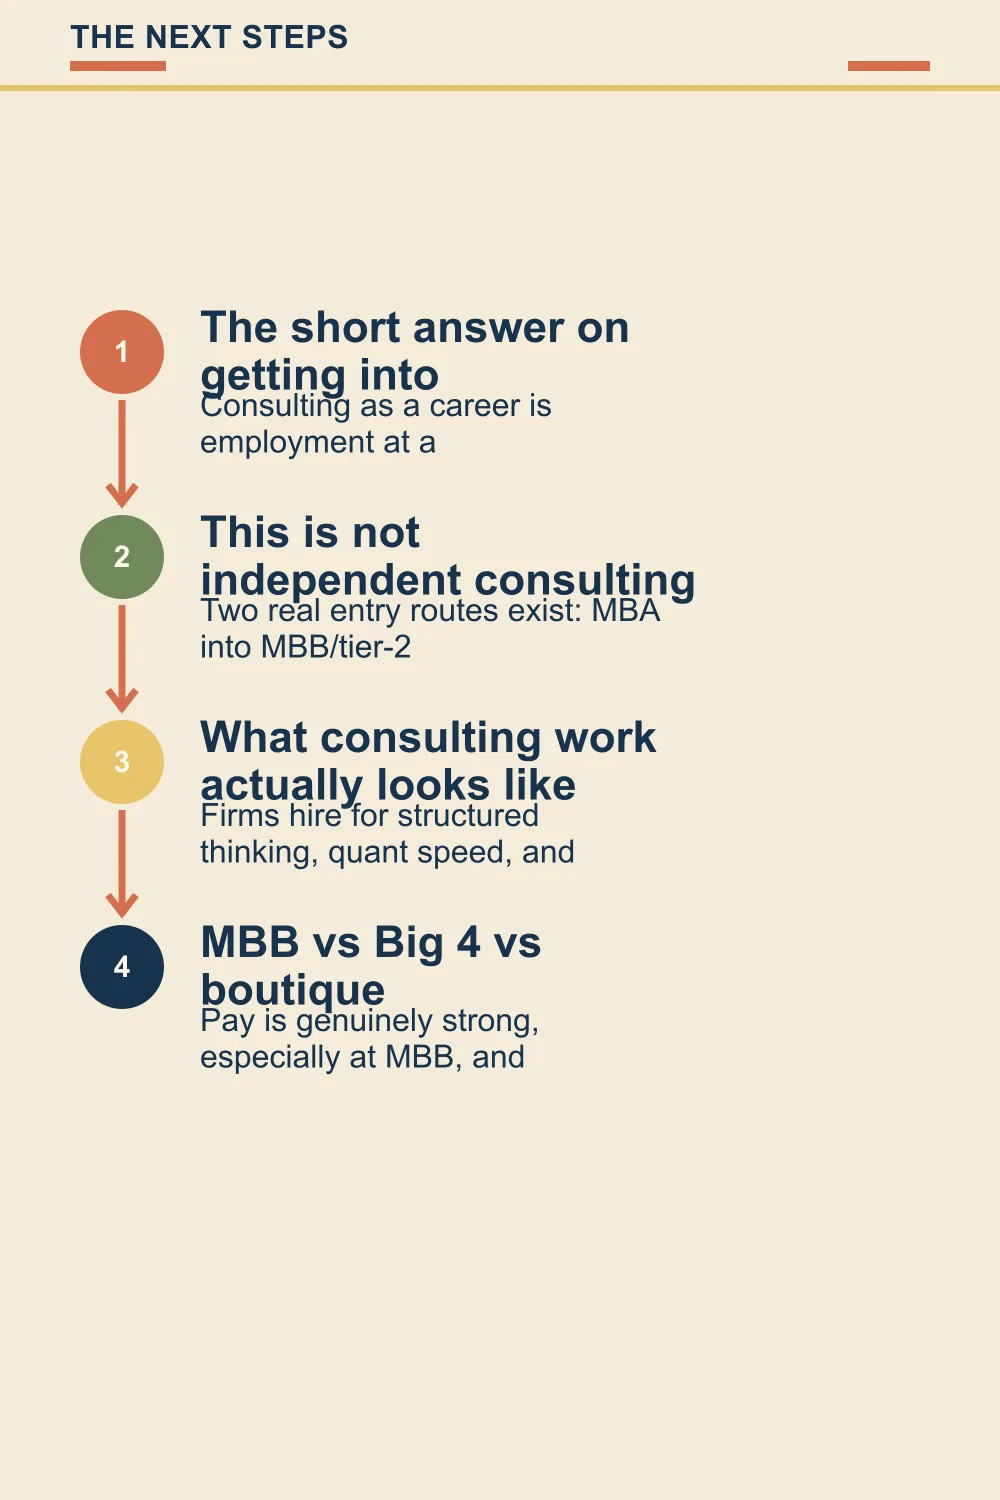 THE NEXT STEPS
1
The short answer on
getting into
Consulting as a career is
employment at a
2
This is not
independent consulting
Two real entry routes exist: MBA
into MBB/tier-2
3
What consulting work
actually looks like
Firms hire for structured
thinking, quant speed, and
4
MBB vs Big 4 vs
boutique
Pay is genuinely strong,
especially at MBB, and